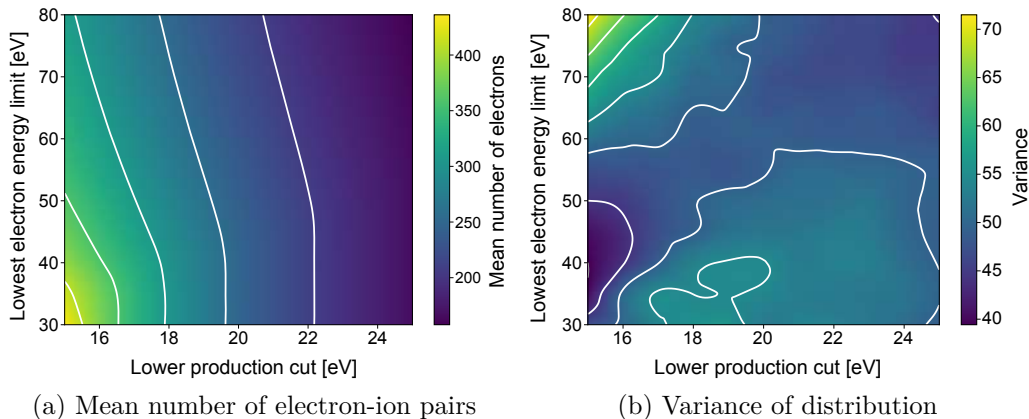 80
70
60
50
40
30
Lowest electron energy limit [eV]
16 18 20 22 24
Lower production cut [eV]
400
350
300
250
200
Mean number of electrons
(a) Mean number of electron-ion pairs
80
70
60
50
40
30
Lowest electron energy limit [eV]
16 18 20 22 24
Lower production cut [eV]
70
65
60
55
50
45
40
Variance
(b) Variance of distribution